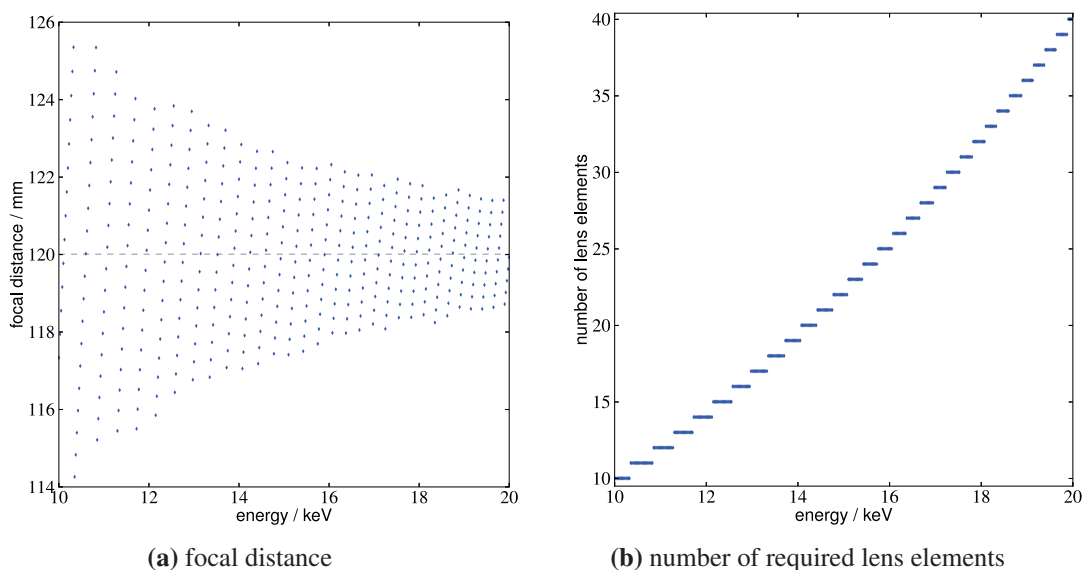 126
124
122
120
118
116
114
focal distance / mm
10 12 14 16 18 20
energy / keV
(a) focal distance
40
35
30
25
20
15
10
number of lens elements
10 12 14 16 18 20
energy / keV
(b) number of required lens elements